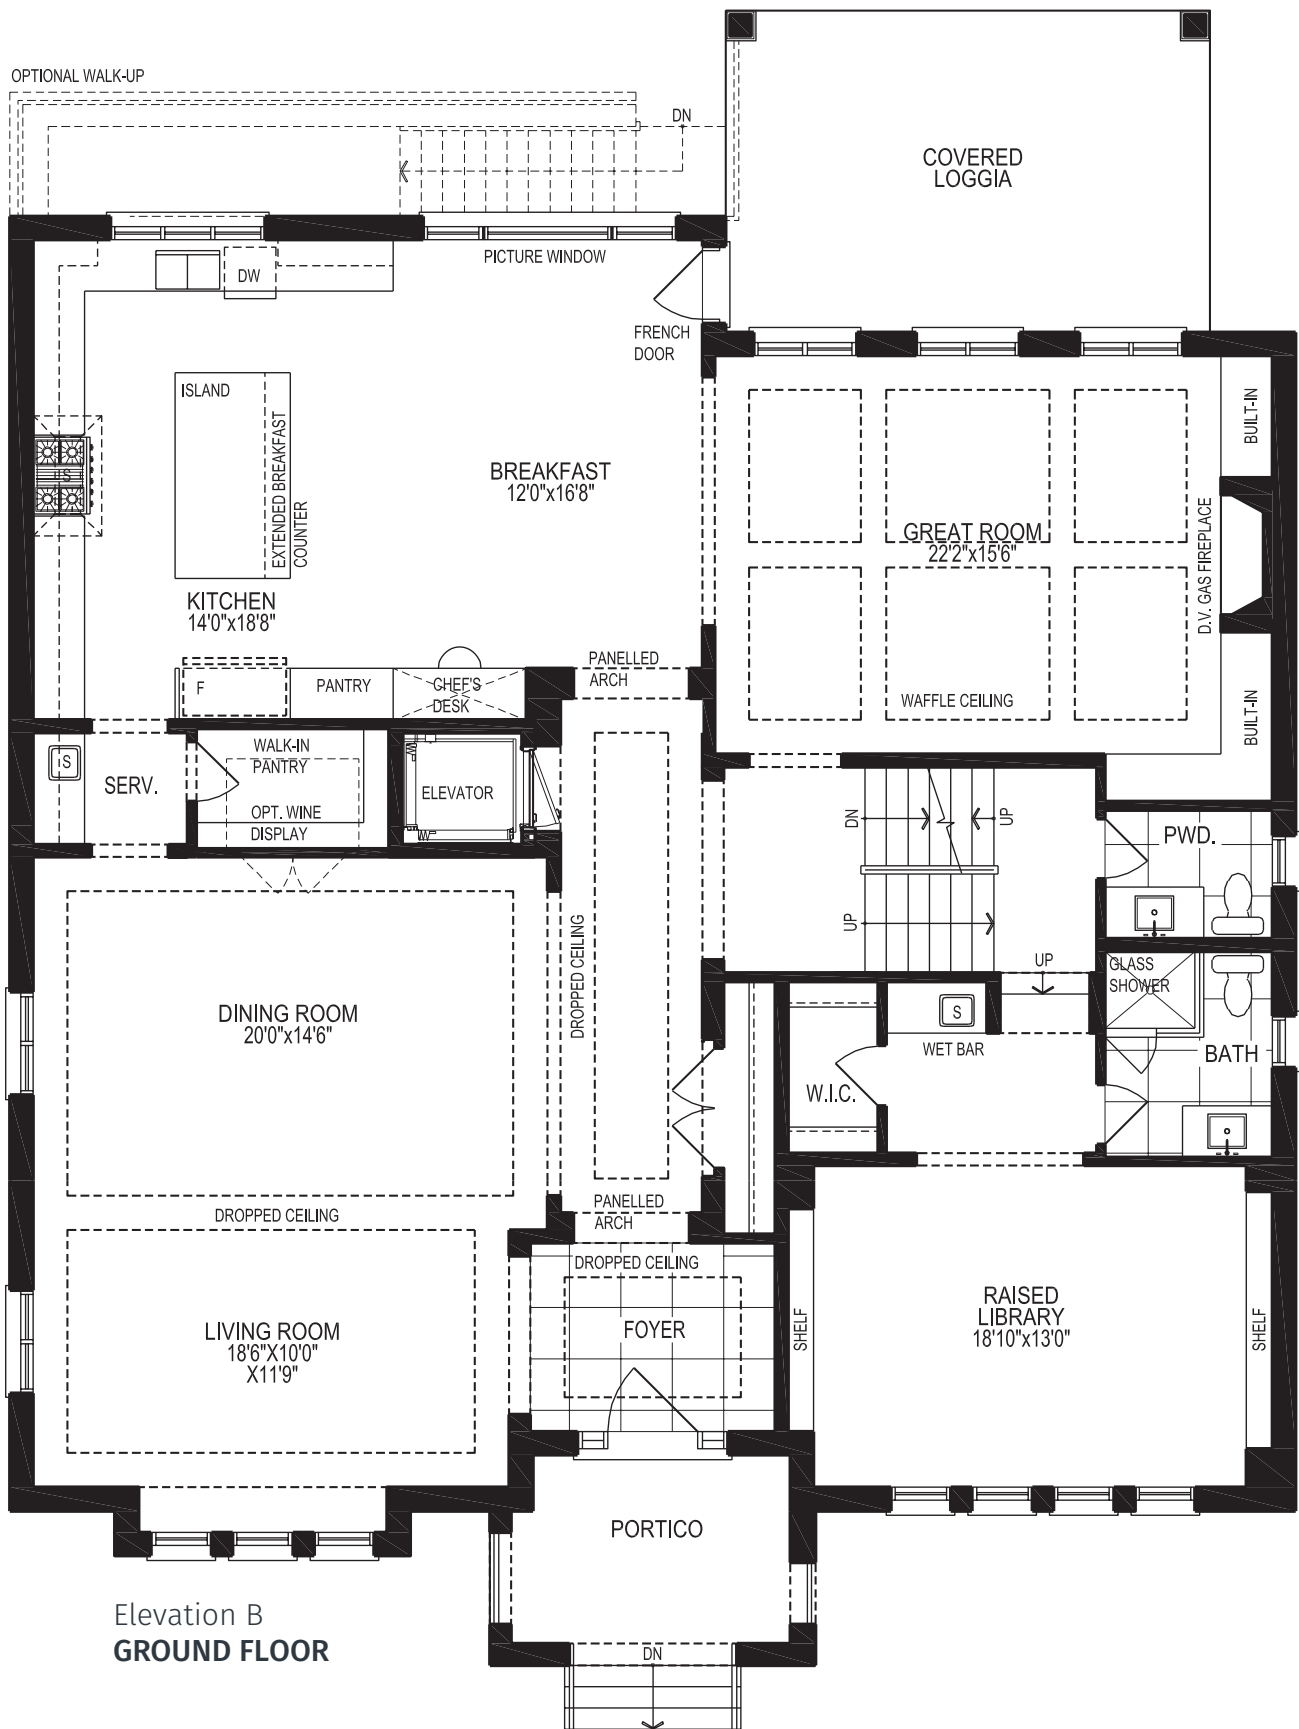 OPTIONAL WALK-UP
DN
COVERED
LOGGIA
PICTURE WINDOW
DW
FRENCH
DOOR
ISLAND
EXTENDED BREAKFAST
COUNTER
S
BREAKFAST
12'0"x16'8"
BUILT-IN
GREAT ROOM
22'2"x15'6"
D.V. GAS FIREPLACE
KITCHEN
14'0"x18'8"
PANELLED
ARCH
F
PANTRY
CHEF'S
DESK
WAFFLE CEILING
BUILT-IN
WALK-IN
PANTRY
S
SERV.
ELEVATOR
OPT. WINE
DISPLAY
DN
UP
PWD.
UP
DROPPED CEILING
UP
GLASS
SHOWER
DINING ROOM
20'0"x14'6"
S
WET BAR
BATH
W.I.C.
PANELLED
ARCH
DROPPED CEILING
DROPPED CEILING
RAISED
LIBRARY
18'10"x13'0"
SHELF
SHELF
LIVING ROOM
18'6"X10'0"
X11'9"
FOYER
PORTICO
Elevation B
GROUND FLOOR
DN